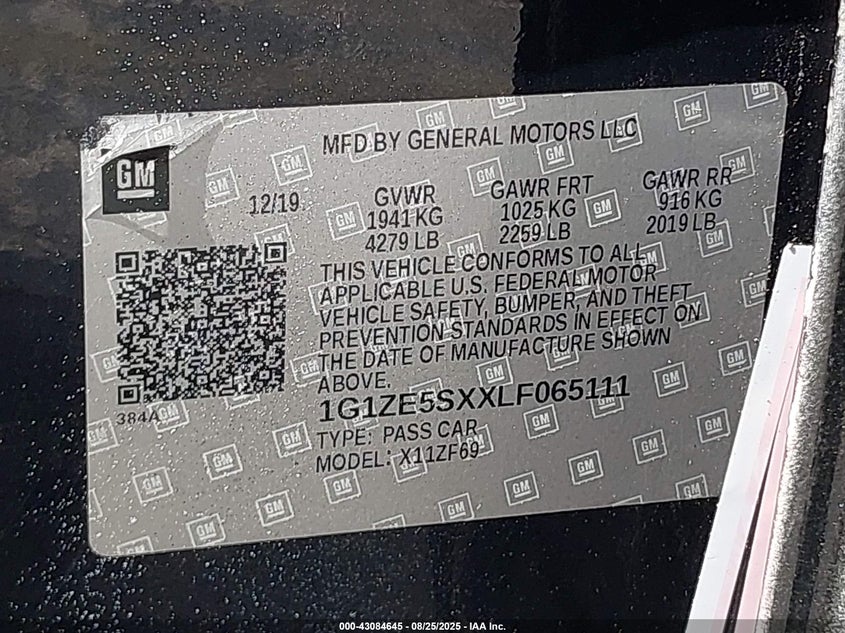 MFD BY GENERAL MOTORS LLC
GM
12/19
GVWR
1941 KG
4279 LB
GAWR FRT
1025 KG
2259 LB
GAWR RR
916 KG
2019 LB
THIS VEHICLE CONFORMS TO ALL
APPLICABLE U.S. FEDERAL MOTOR
VEHICLE SAFETY, BUMPER, AND THEFT
PREVENTION STANDARDS IN EFFECT ON
THE DATE OF MANUFACTURE SHOWN
ABOVE.
384A
1G1ZE5SXXLF065111
TYPE: PASS CAR
MODEL: X11ZF69
000-43084645 - 08/25/2025 - IAA Inc.